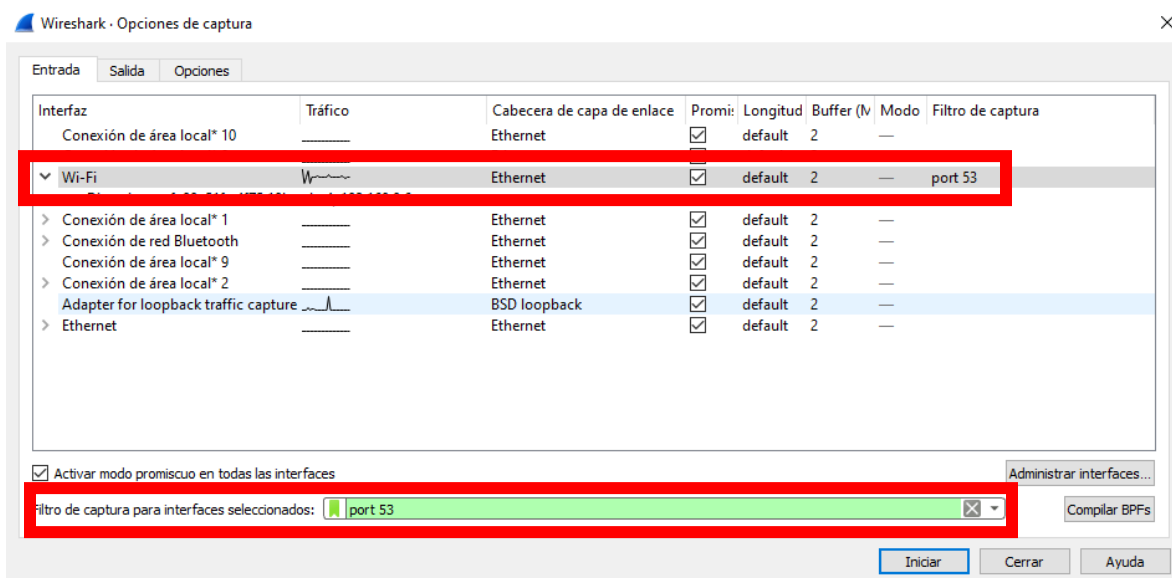 Wireshark · Opciones de captura
Entrada Salida Opciones
Interfaz Tráfico Cabecera de capa de enlace Promi: Longitud Buffer (M Modo Filtro de captura
Conexión de área local* 10 Ethernet default 2 —
Wi-Fi Ethernet default 2 — port 53
Conexión de área local* 1 Ethernet default 2 —
Conexión de red Bluetooth Ethernet default 2 —
Conexión de área local* 9 Ethernet default 2 —
Conexión de área local* 2 Ethernet default 2 —
Adapter for loopback traffic capture BSD loopback default 2 —
Ethernet Ethernet default 2 —
Activar modo promiscuo en todas las interfaces Administrar interfaces...
Filtro de captura para interfaces seleccionados: port 53 Compilar BPFs
Iniciar Cerrar Ayuda